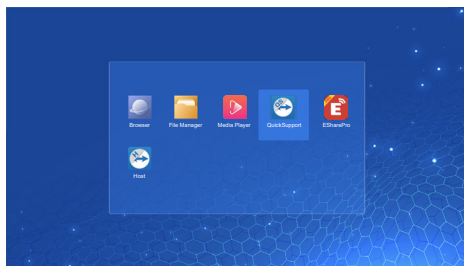 Browser
File Manager
Media Player
QuickSupport
ESharePro
Host